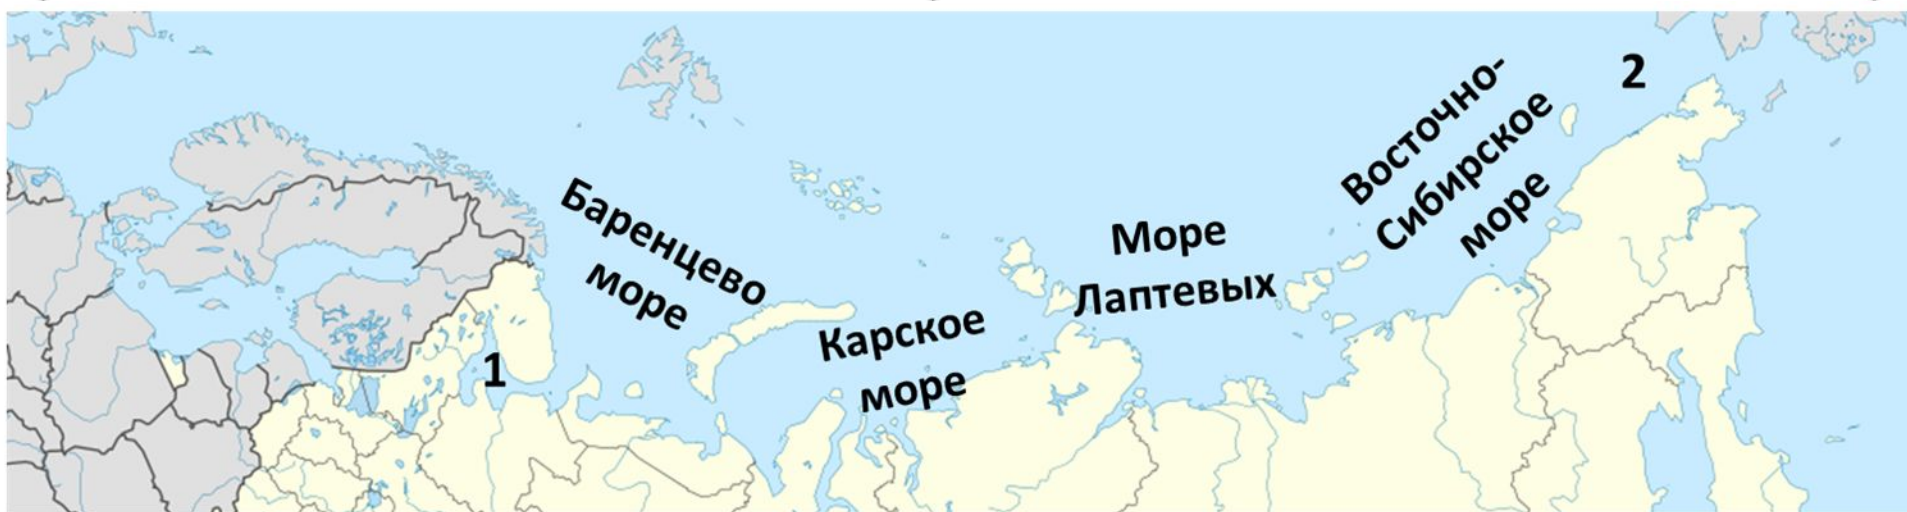 1
Баренцево
море
Карское
море
Море
Лаптевых
Восточно-
Сибирское
море
2